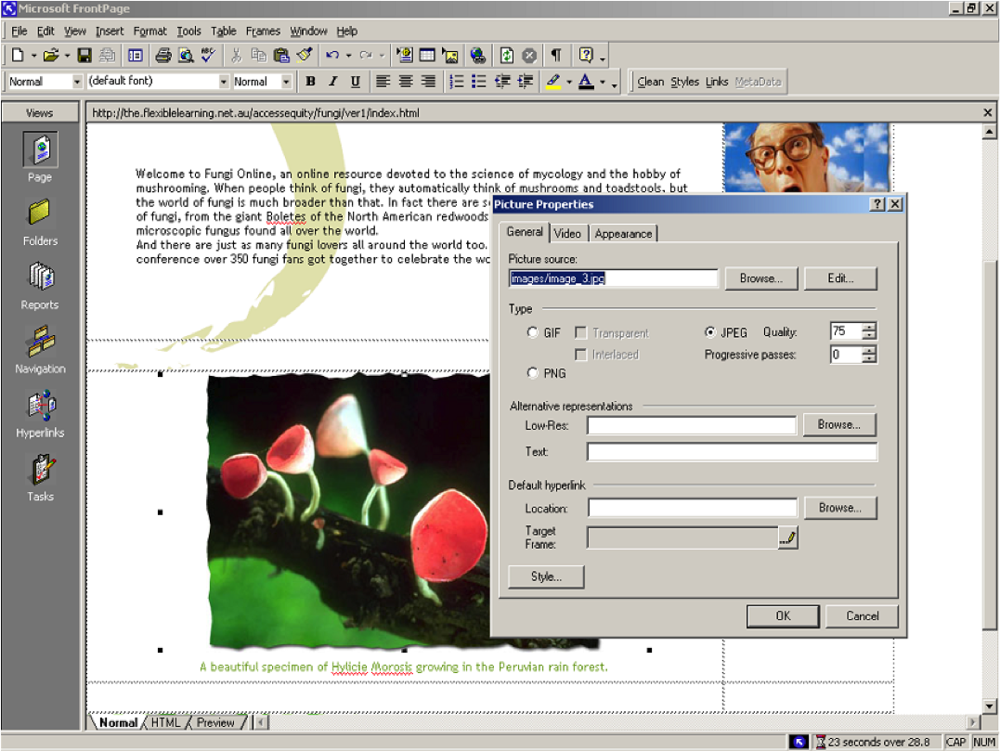 Microsoft FrontPage
File Edit View Insert Format Tools Table Frames Window Help
Normal (default font) Normal B I U A Clean Styles Links MetaData
Views
http://the.flexiblelearning.net.au/accessequity/fungi/ver1/index.html
Page
Folders
Reports
Navigation
Hyperlinks
Tasks
Welcome to Fungi Online, an online resource devoted to the science of mycology and the hobby of
mushrooming. When people think of fungi, they automatically think of mushrooms and toadstools, but
the world of fungi is much broader than that. In fact there are s
of fungi, from the giant Boletes of the North American redwoods
microscopic fungus found all over the world.
And there are just as many fungi lovers all around the world too.
conference over 350 fungi fans got together to celebrate the wo
Picture Properties
General Video Appearance
Picture source:
images/image_3.jpg Browse... Edit...
Type
GIF Transparent JPEG Quality: 75
Interlaced Progressive passes: 0
PNG
Alternative representations
Low-Res: Browse...
Text:
Default hyperlink
Location: Browse...
Target
Frame:
Style...
OK Cancel
A beautiful specimen of Hylicie Morosis growing in the Peruvian rain forest.
Normal HTML Preview
23 seconds over 28.8 CAP NUM